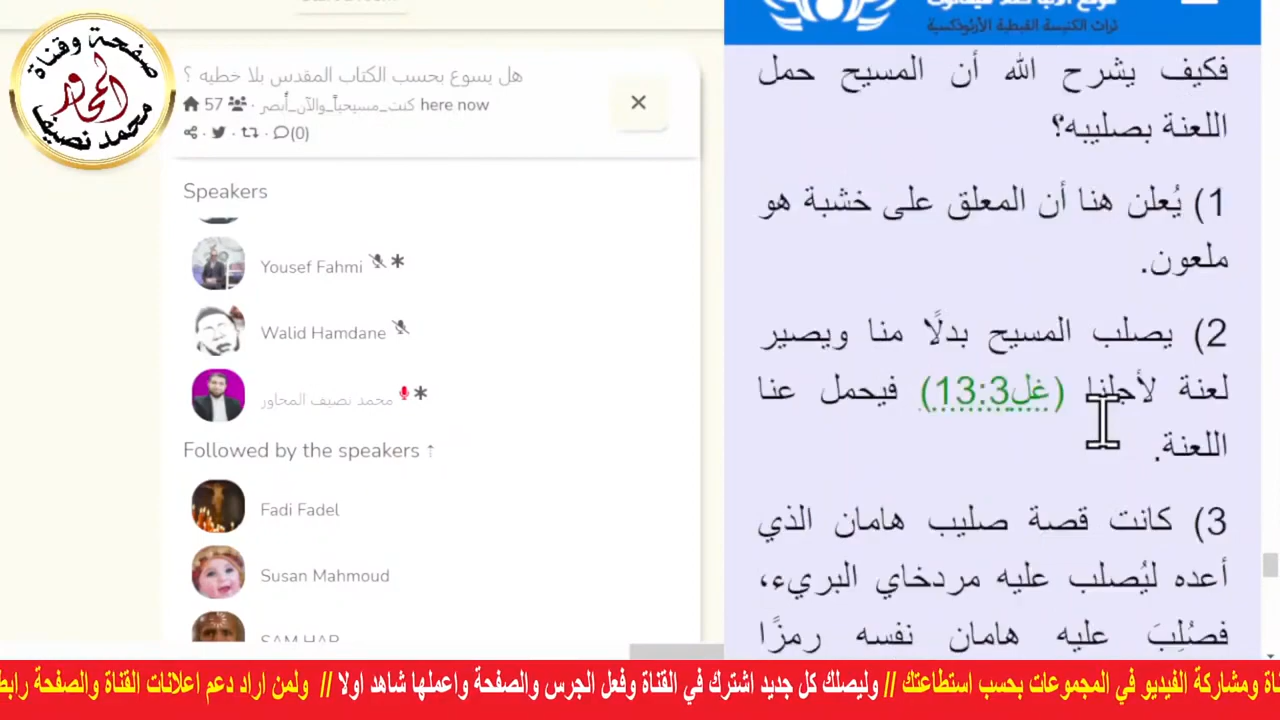 صفحة وقناة
المحاور
محمد نصيف
هل يسوع بحسب الكتاب المقدس بلا خطيه ؟
57 كنت_مسيحياً_والآن_أبصر · here now
(0)
Speakers
Yousef Fahmi
Walid Hamdane
محمد نصيف المحاور
Followed by the speakers ↑
Fadi Fadel
Susan Mahmoud
SAM HAR
تراث الكنيسة القبطية الأرثوذكسية
فكيف يشرح الله أن المسيح حمل
اللعنة بصليبه؟
1) يُعلن هنا أن المعلق على خشبة هو
ملعون.
2) يصلب المسيح بدلًا منا ويصير
لعنة لأجلنا (غل3:13) فيحمل عنا
اللعنة.
3) كانت قصة صليب هامان الذي
أعده ليُصلب عليه مردخاي البريء،
فصُلِبَ عليه هامان نفسه رمزًا
ومشاركة الفيديو في المجموعات بحسب استطاعتك // وليصلك كل جديد اشترك في القناة وفعل الجرس والصفحة واعملها شاهد اولا // ولمن اراد دعم اعلانات القناة والصفحة